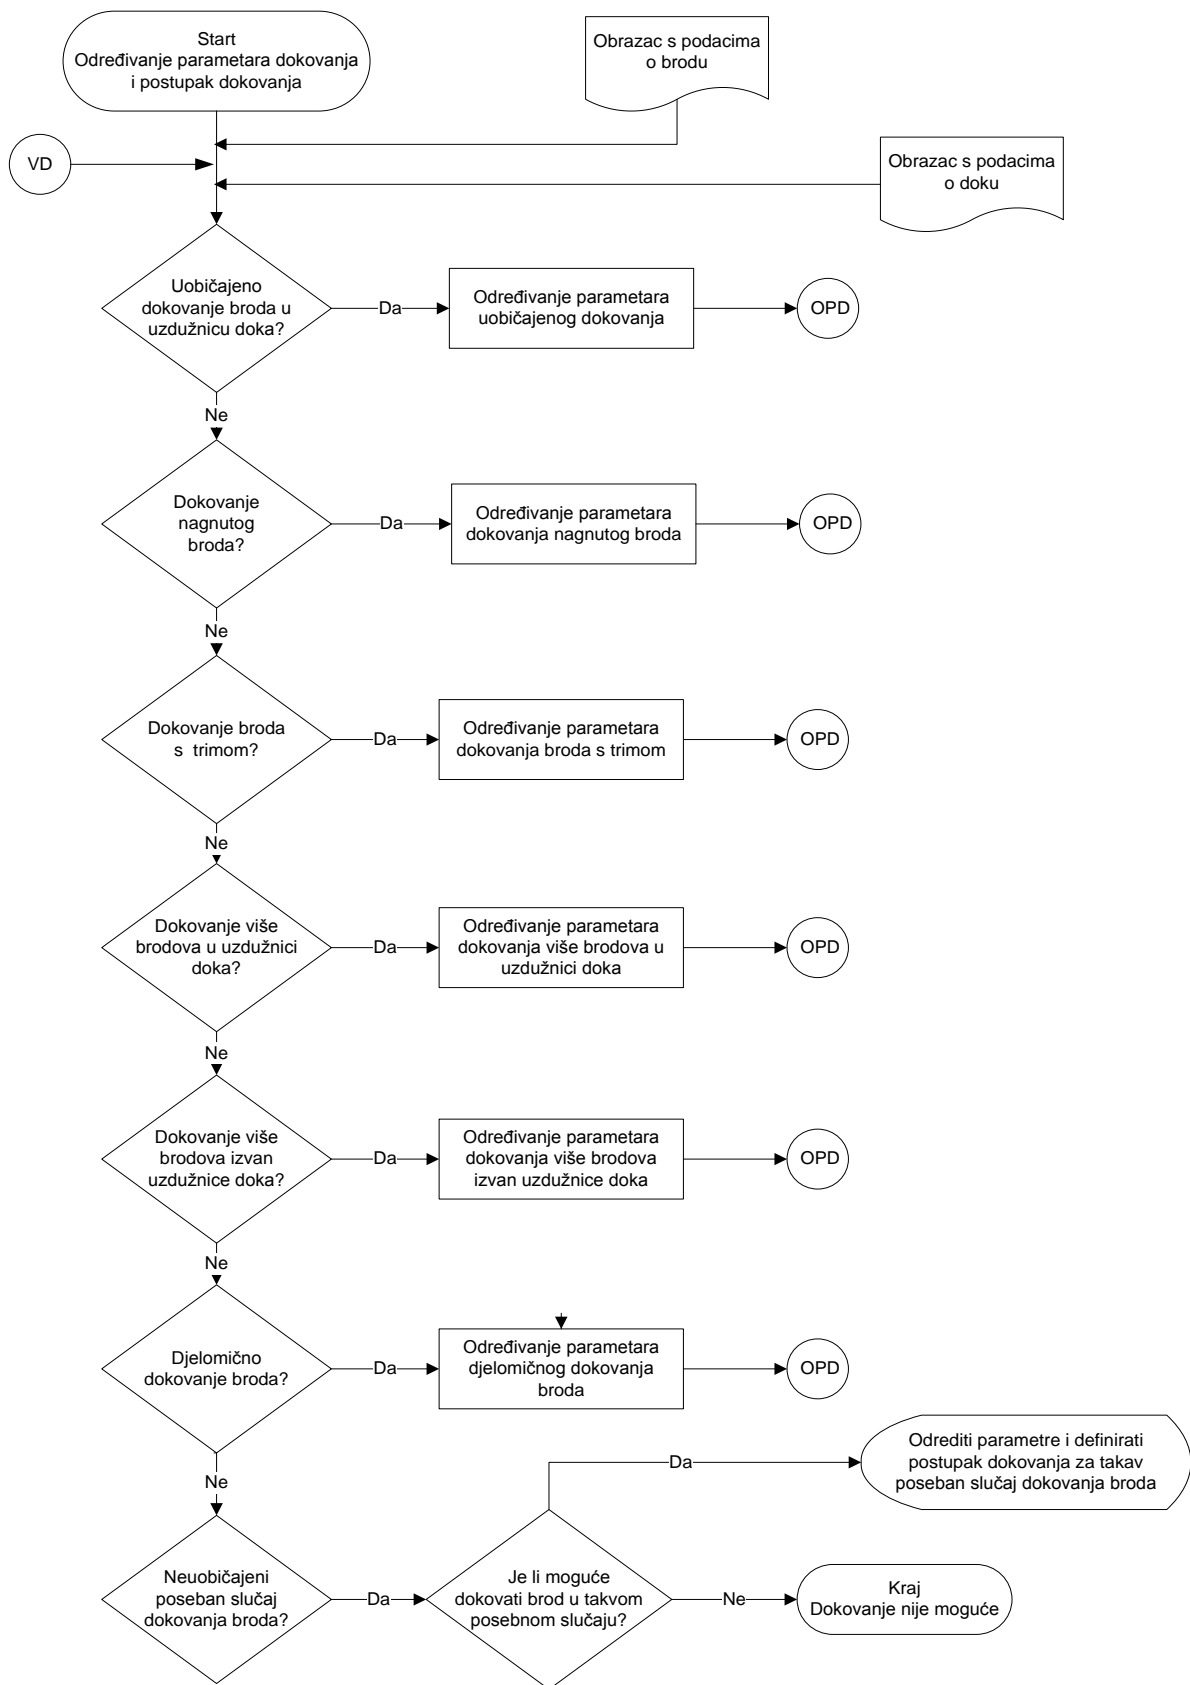 Start
Određivanje parametara dokovanja
i postupak dokovanja
Obrazac s podacima
o brodu
VD
Obrazac s podacima
o doku
Uobičajeno
dokovanje broda u
uzdužnicu doka?
Da
Određivanje parametara
uobičajenog dokovanja
OPD
Ne
Dokovanje
nagnutog
broda?
Da
Određivanje parametara
dokovanja nagnutog broda
OPD
Ne
Dokovanje broda
s trimom?
Da
Određivanje parametara
dokovanja broda s trimom
OPD
Ne
Dokovanje više
brodova u uzdužnici
doka?
Da
Određivanje parametara
dokovanja više brodova u
uzdužnici doka
OPD
Ne
Dokovanje više
brodova izvan
uzdužnice doka?
Da
Određivanje parametara
dokovanja više brodova
izvan uzdužnice doka
OPD
Ne
Djelomično
dokovanje broda?
Da
Određivanje parametara
djelomičnog dokovanja
broda
OPD
Ne
Da
Odrediti parametre i definirati
postupak dokovanja za takav
poseban slučaj dokovanja broda
Neuobičajeni
poseban slučaj
dokovanja broda?
Da
Je li moguće
dokovati brod u takvom
posebnom slučaju?
Ne
Kraj
Dokovanje nije moguće